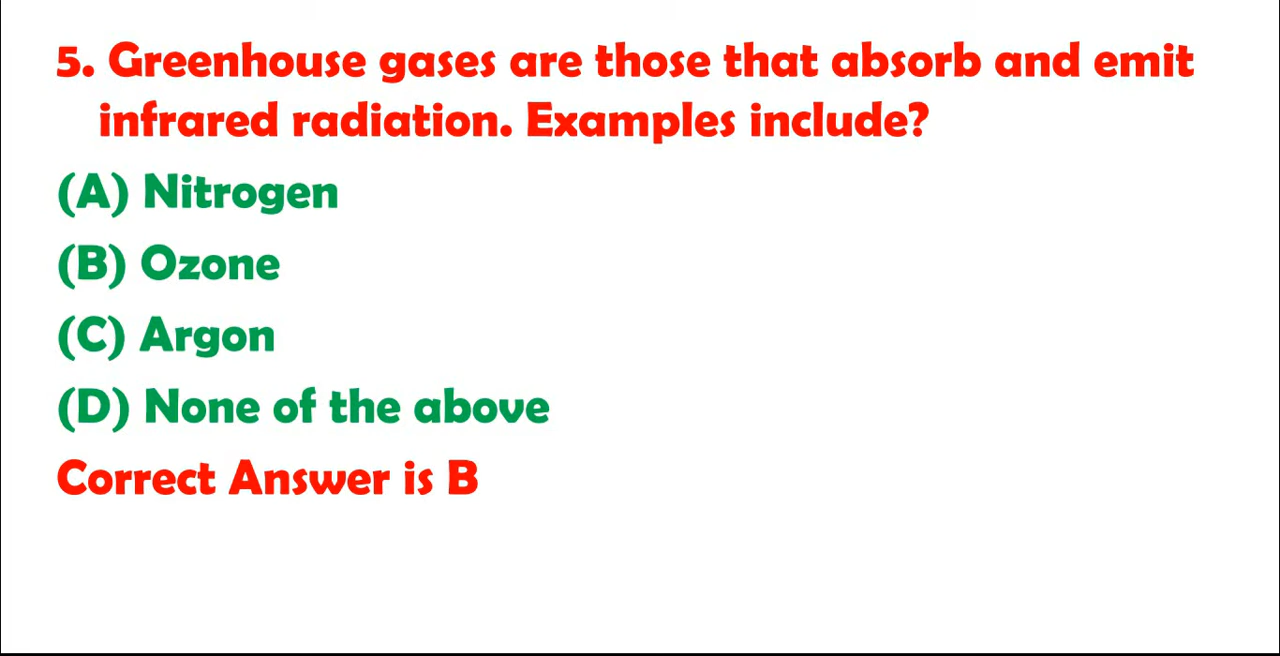 5. Greenhouse gases are those that absorb and emit
infrared radiation. Examples include?
(A) Nitrogen
(B) Ozone
(C) Argon
(D) None of the above
Correct Answer is B